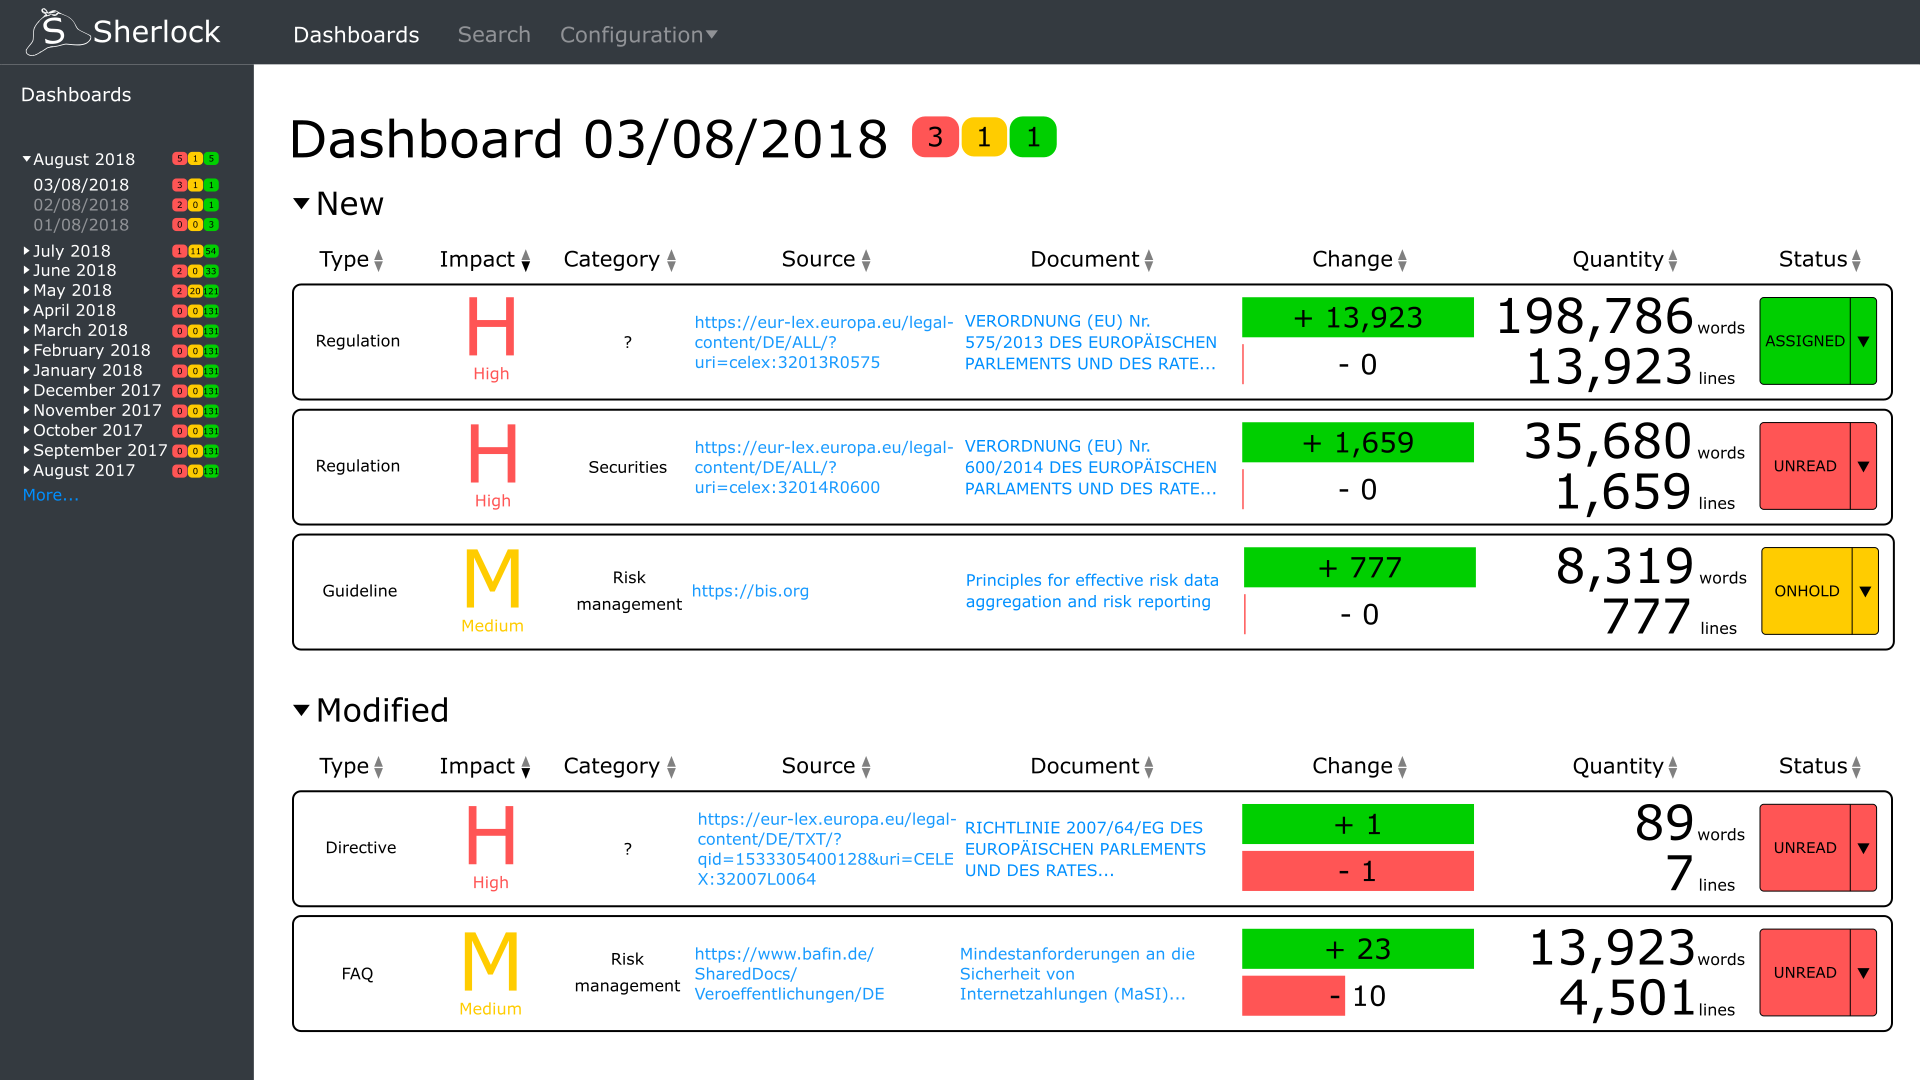 S Sherlock
Dashboards Search Configuration
Dashboards
August 2018 5 1 5
03/08/2018 3 1 1
02/08/2018 2 0 1
01/08/2018 0 0 3
July 2018 1 11 54
June 2018 2 0 33
May 2018 2 20 121
April 2018 0 0 131
March 2018 0 0 131
February 2018 0 0 131
January 2018 0 0 131
December 2017 0 0 131
November 2017 0 0 131
October 2017 0 0 131
September 2017 0 0 131
August 2017 0 0 131
More...
Dashboard 03/08/2018 3 1 1
New
Type Impact Category Source Document Change Quantity Status
Regulation
H
High
?
https://eur-lex.europa.eu/legal-
content/DE/ALL/?
uri=celex:32013R0575
VERORDNUNG (EU) Nr.
575/2013 DES EUROPÄISCHEN
PARLEMENTS UND DES RATE...
+ 13,923
- 0
198,786 words
13,923 lines
ASSIGNED
Regulation
H
High
Securities
https://eur-lex.europa.eu/legal-
content/DE/ALL/?
uri=celex:32014R0600
VERORDNUNG (EU) Nr.
600/2014 DES EUROPÄISCHEN
PARLAMENTS UND DES RATE...
+ 1,659
- 0
35,680 words
1,659 lines
UNREAD
Guideline
M
Medium
Risk
management
https://bis.org
Principles for effective risk data
aggregation and risk reporting
+ 777
- 0
8,319 words
777 lines
ONHOLD
Modified
Type Impact Category Source Document Change Quantity Status
Directive
H
High
?
https://eur-lex.europa.eu/legal-
content/DE/TXT/?
qid=1533305400128&uri=CELE
X:32007L0064
RICHTLINIE 2007/64/EG DES
EUROPÄISCHEN PARLEMENTS
UND DES RATES...
+ 1
- 1
89 words
7 lines
UNREAD
FAQ
M
Medium
Risk
management
https://www.bafin.de/
SharedDocs/
Veroeffentlichungen/DE
Mindestanforderungen an die
Sicherheit von
Internetzahlungen (MaSI)...
+ 23
- 10
13,923 words
4,501 lines
UNREAD